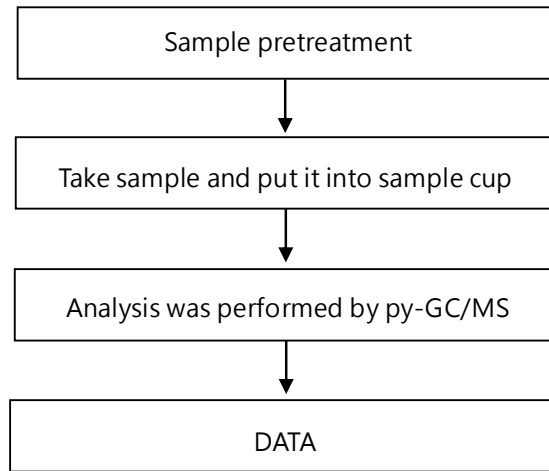 Sample pretreatment
Take sample and put it into sample cup
Analysis was performed by py-GC/MS
DATA